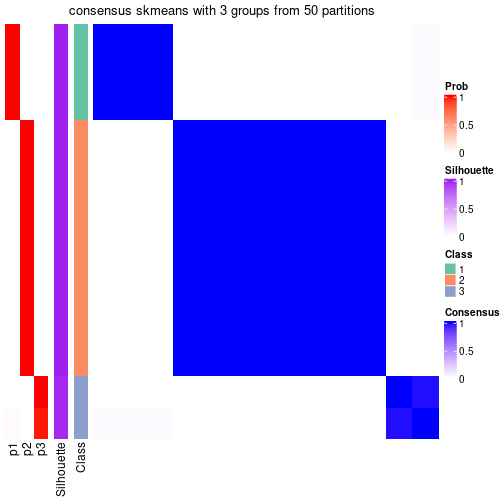 consensus skmeans with 3 groups from 50 partitions
Prob
1
0.5
0
Silhouette
1
0.5
0
Class
1
2
3
Consensus
1
0.5
0
p1
p2
p3
Silhouette
Class